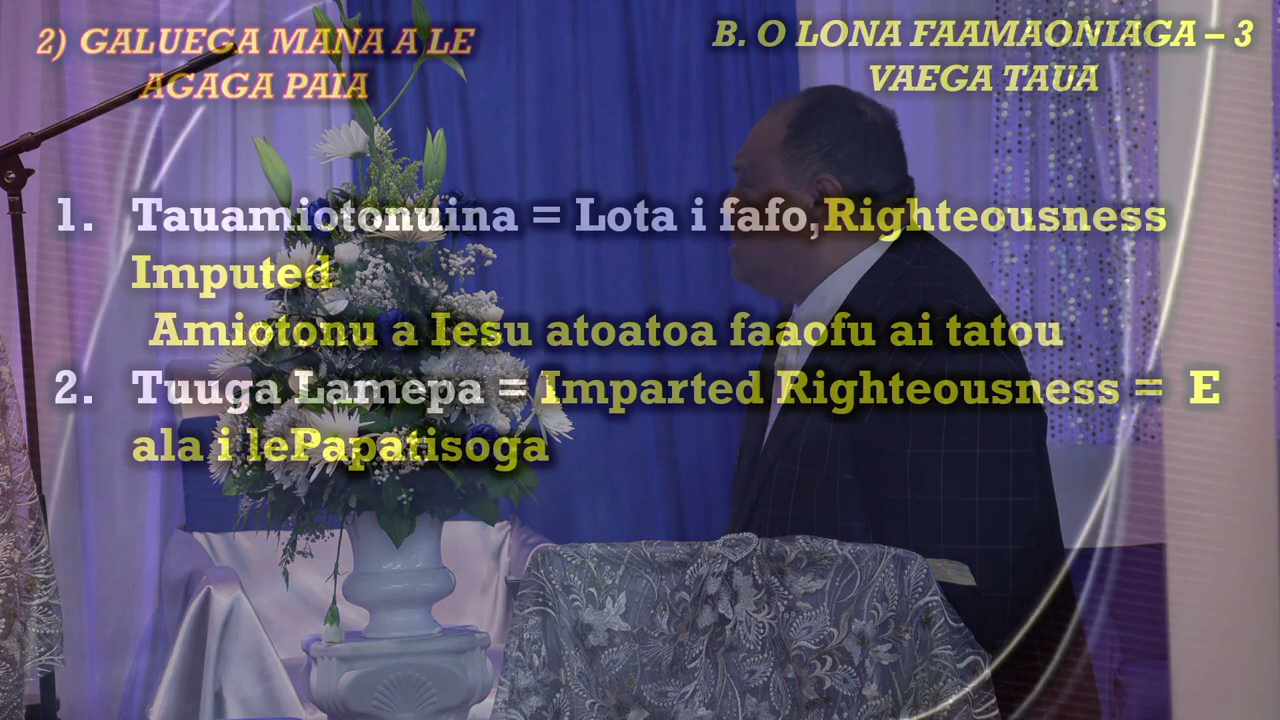 2) GALUEGA MANA A LE
AGAGA PAIA
B. O LONA FAAMAONIAGA – 3
VAEGA TAUA
1. Tauamiotonuina = Lota i fafo,Righteousness
Imputed
Amiotonu a Iesu atoatoa faaofu ai tatou
2. Tuuga Lamepa = Imparted Righteousness = E
ala i lePapatisoga